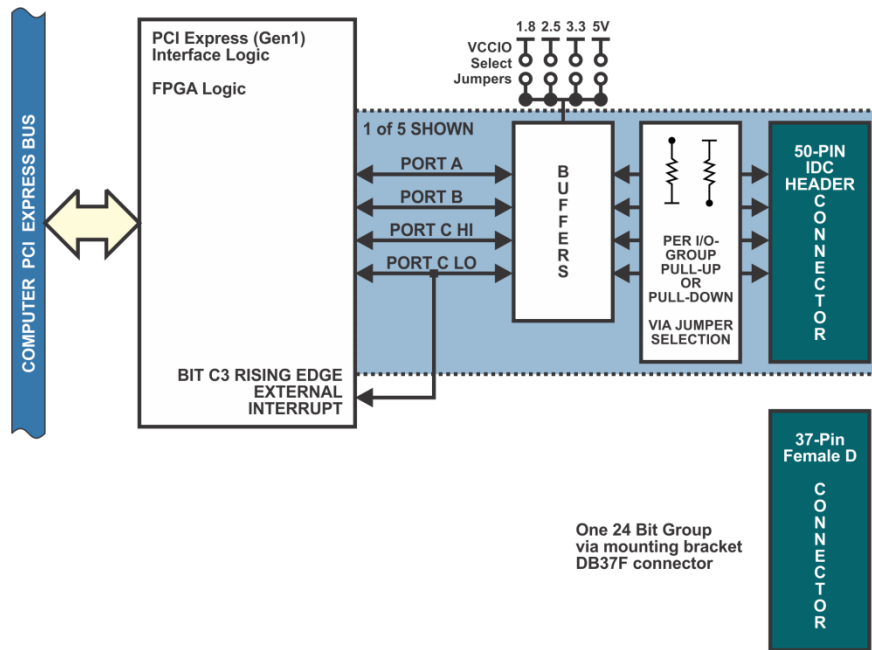 COMPUTER PCI EXPRESS BUS
PCI Express (Gen1)
Interface Logic
FPGA Logic
1.8 2.5 3.3 5V
VCCIO
Select
Jumpers
1 of 5 SHOWN
PORT A
PORT B
PORT C HI
PORT C LO
BIT C3 RISING EDGE
EXTERNAL
INTERRUPT
BUFFERS
PER I/O-
GROUP
PULL-UP
OR
PULL-DOWN
VIA JUMPER
SELECTION
50-PIN
IDC
HEADER
CONNECTOR
37-Pin
Female D
CONNECTOR
One 24 Bit Group
via mounting bracket
DB37F connector